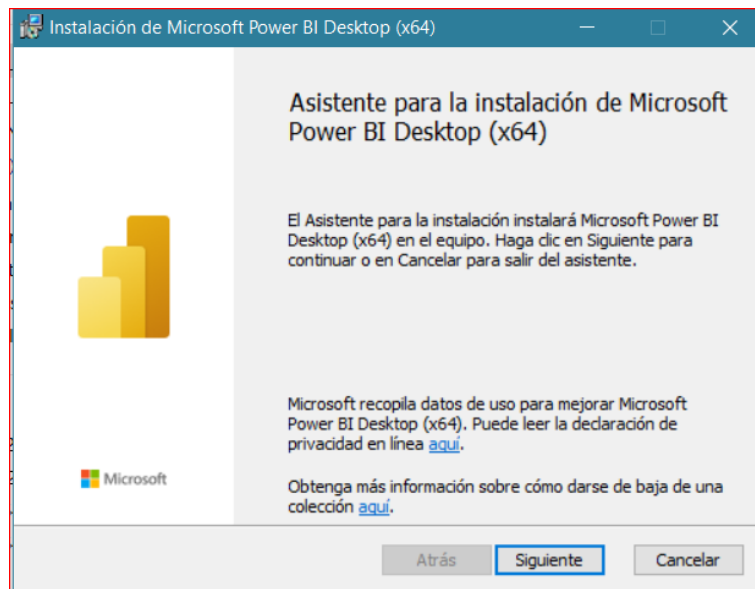 Instalación de Microsoft Power BI Desktop (x64)
Asistente para la instalación de Microsoft
Power BI Desktop (x64)
El Asistente para la instalación instalará Microsoft Power BI
Desktop (x64) en el equipo. Haga clic en Siguiente para
continuar o en Cancelar para salir del asistente.
Microsoft recopila datos de uso para mejorar Microsoft
Power BI Desktop (x64). Puede leer la declaración de
privacidad en línea aquí.
Microsoft
Obtenga más información sobre cómo darse de baja de una
colección aquí.
Atrás
Siguiente
Cancelar